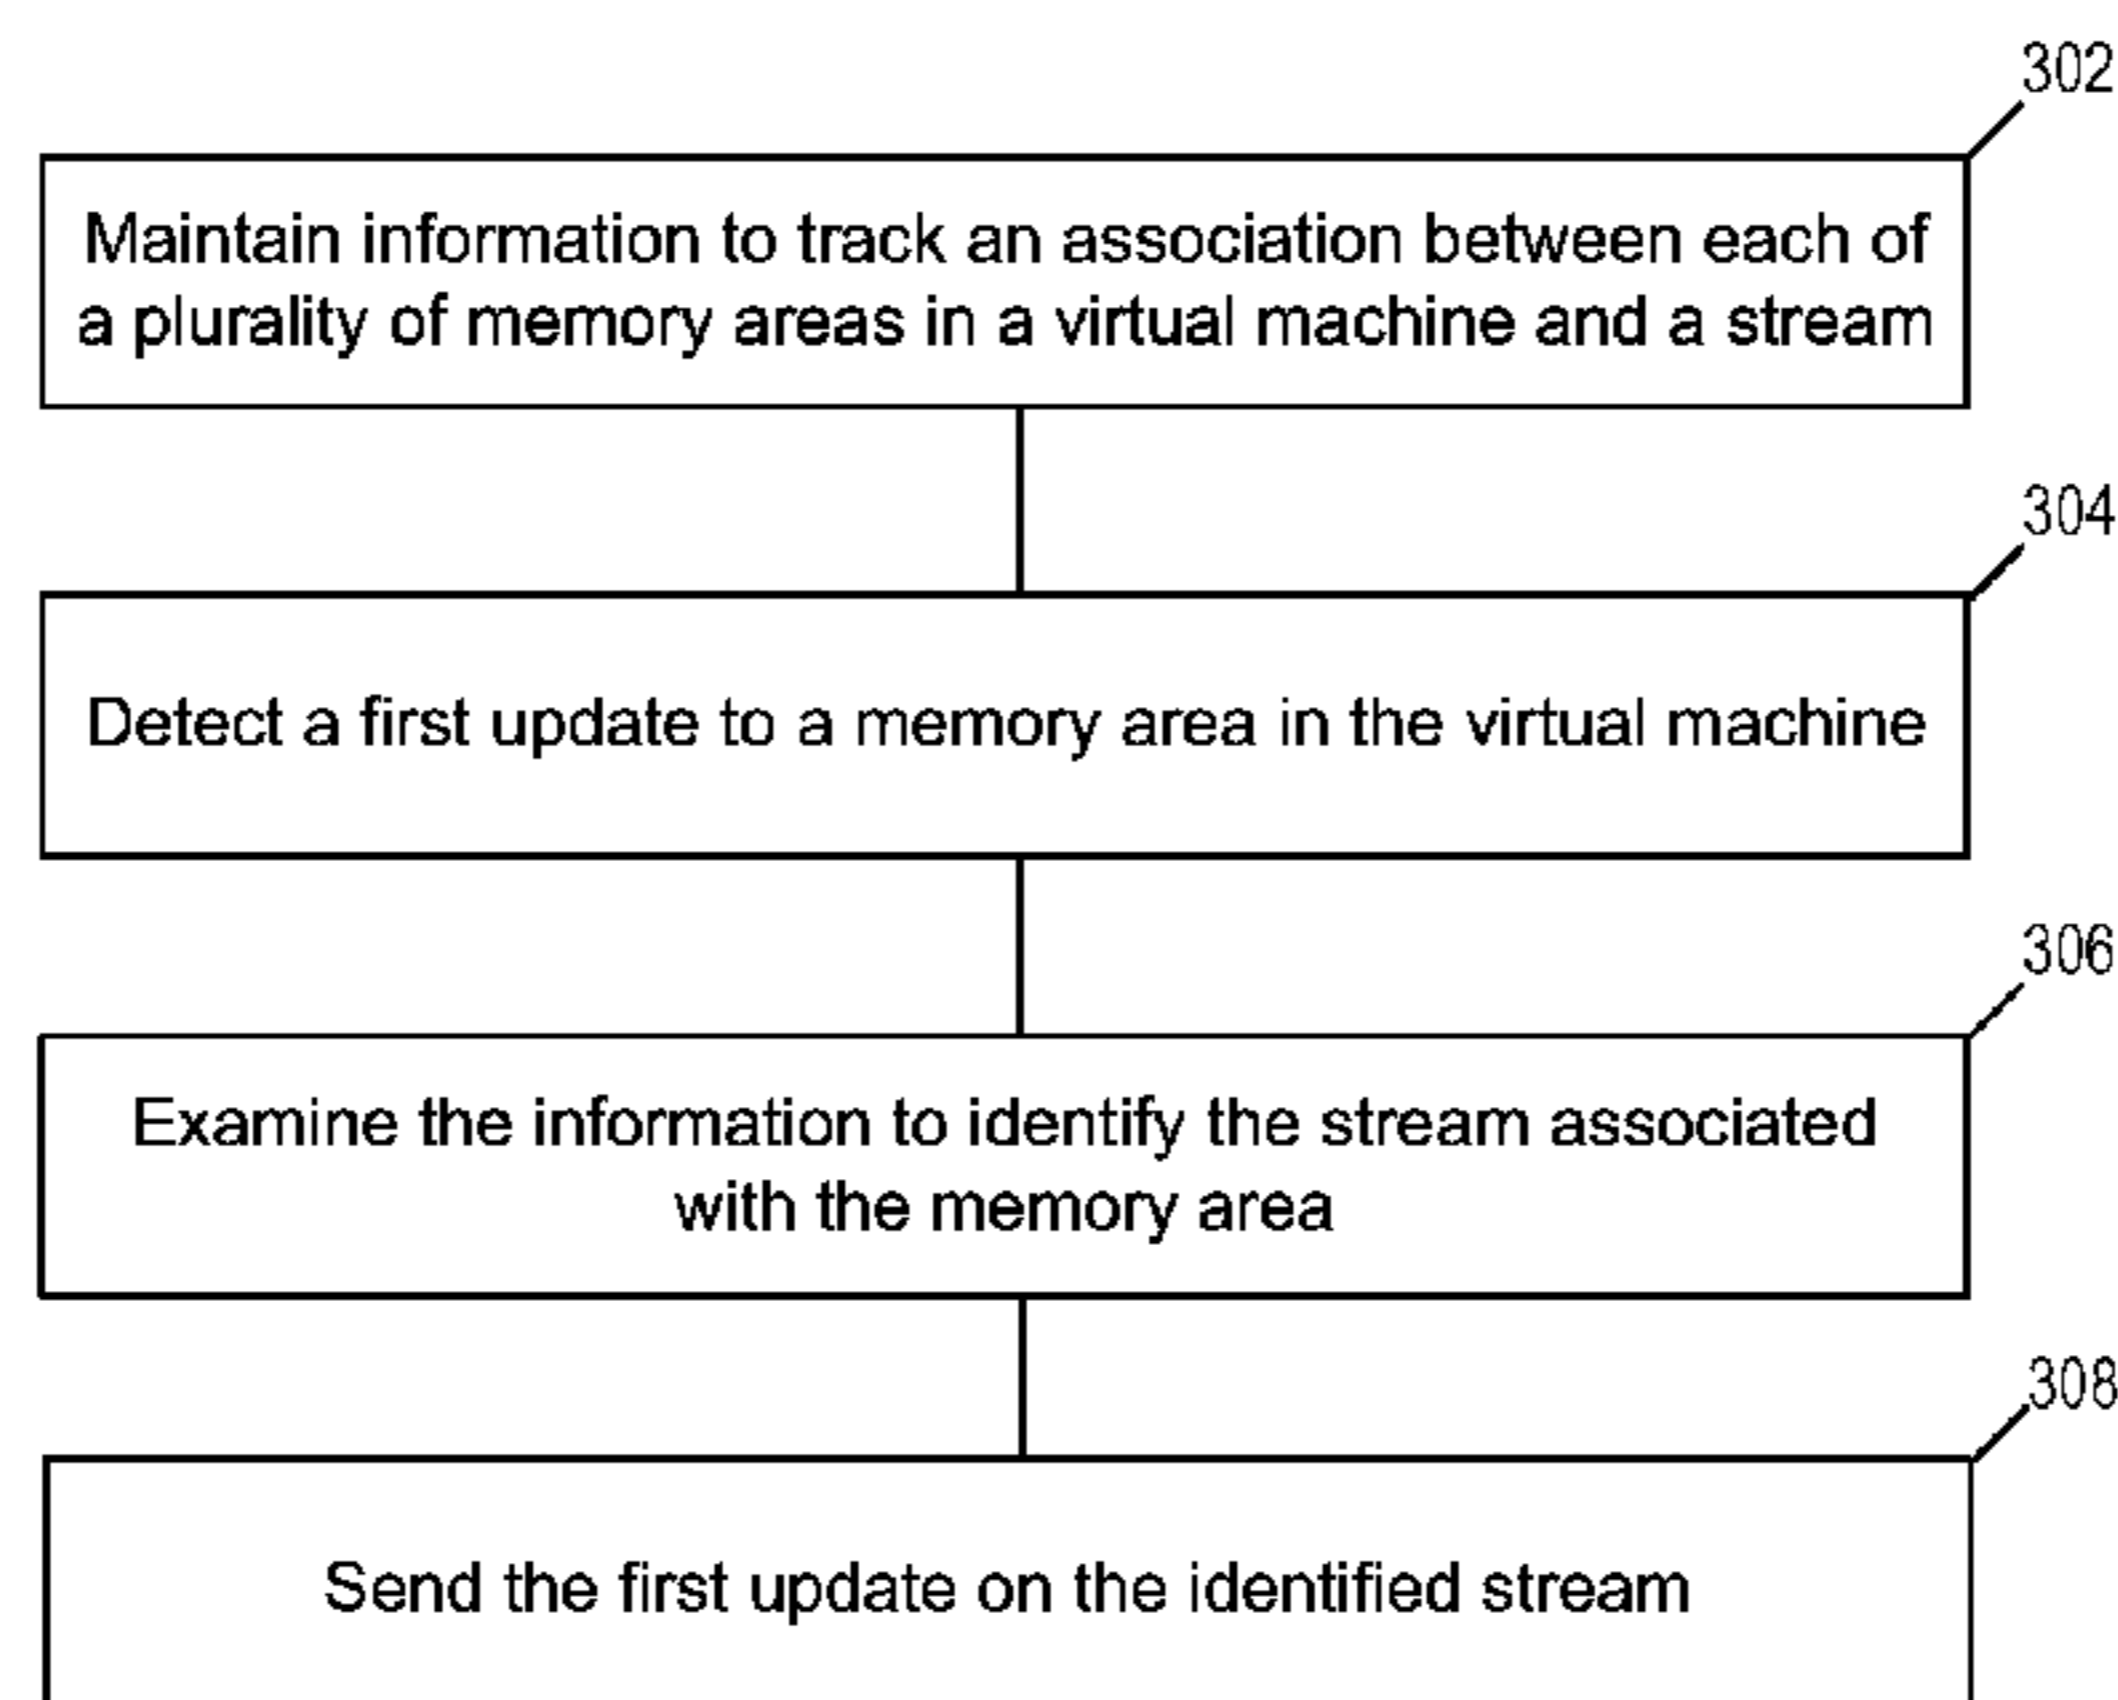 302
Maintain information to track an association between each of
a plurality of memory areas in a virtual machine and a stream
304
Detect a first update to a memory area in the virtual machine
306
Examine the information to identify the stream associated
with the memory area
308
Send the first update on the identified stream